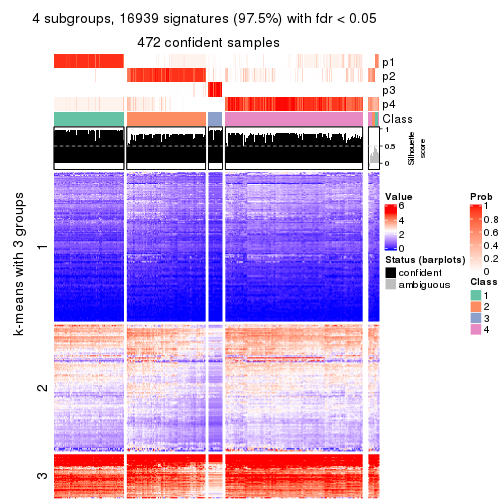 4 subgroups, 16939 signatures (97.5%) with fdr < 0.05
472 confident samples
p1
p2
p3
p4
Class
1
0.5
0
Silhouette
score
k-means with 3 groups
1
2
3
Value
6
4
2
0
Status (barplots)
confident
ambiguous
Prob
1
0.8
0.6
0.4
0.2
0
Class
1
2
3
4